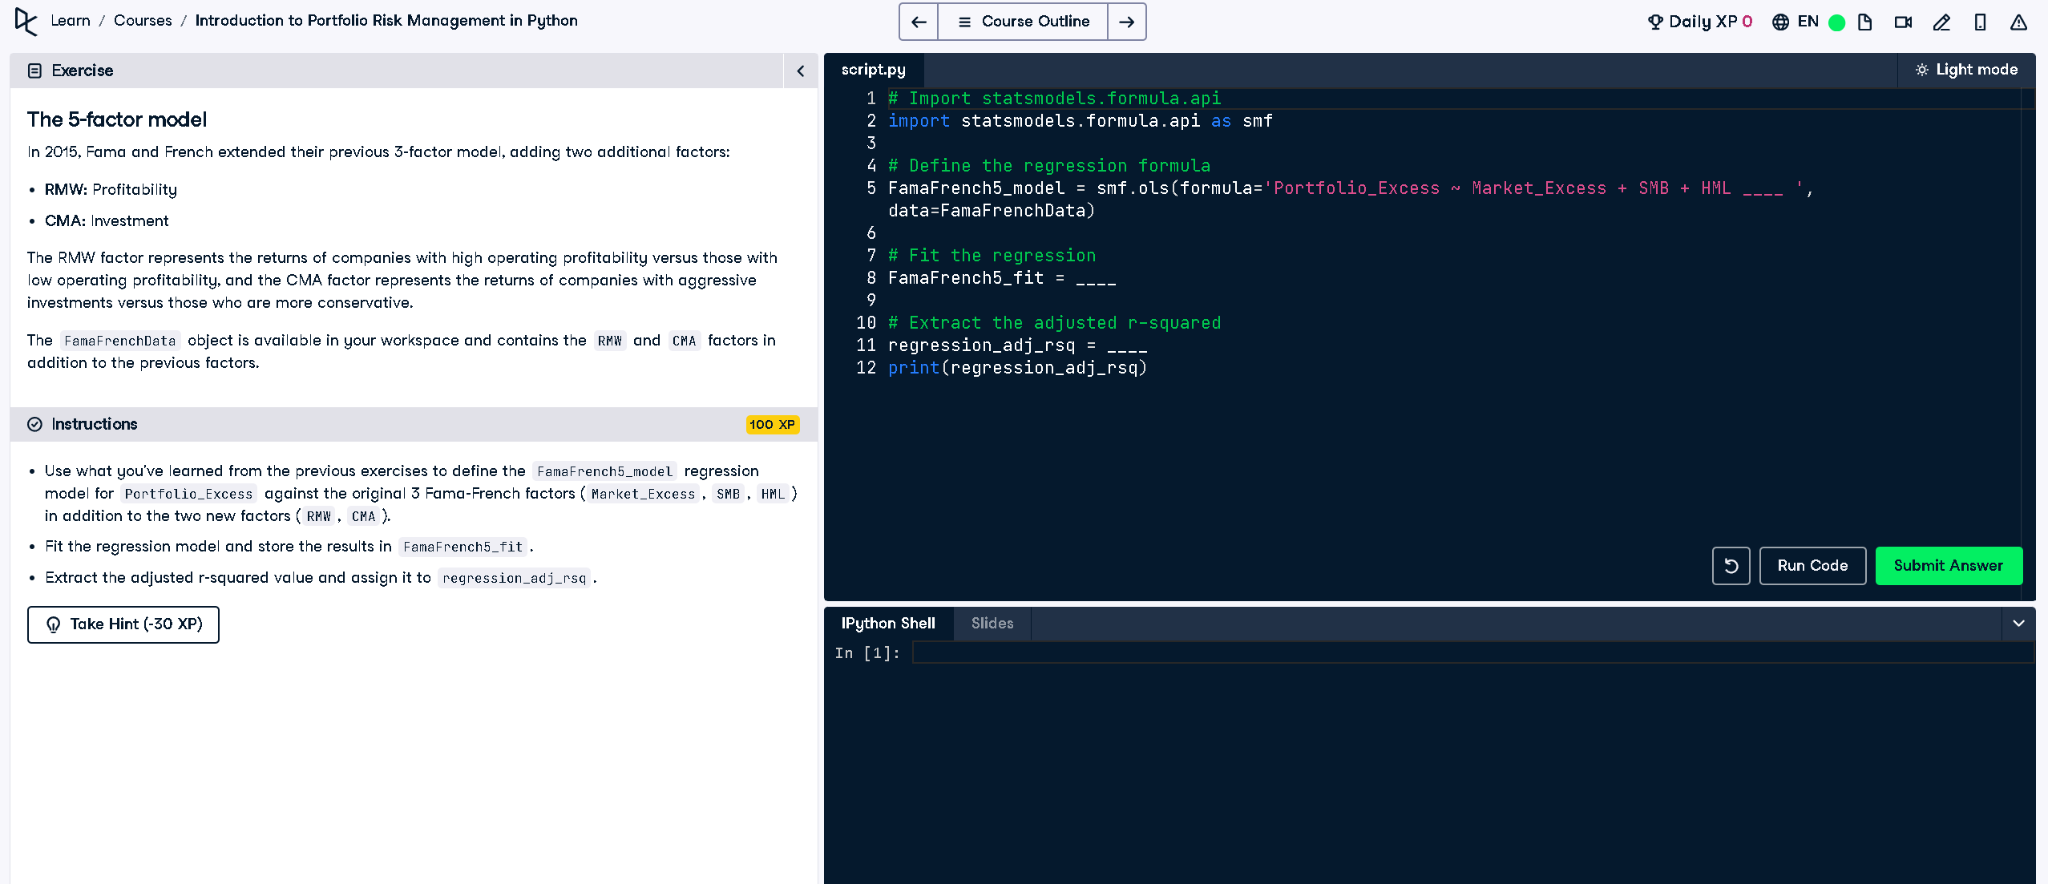 Learn / Courses / Introduction to Portfolio Risk Management in Python
Course Outline
Daily XP 0
EN
Exercise
The 5-factor model
In 2015, Fama and French extended their previous 3-factor model, adding two additional factors:
• RMW: Profitability
• CMA: Investment
The RMW factor represents the returns of companies with high operating profitability versus those with
low operating profitability, and the CMA factor represents the returns of companies with aggressive
investments versus those who are more conservative.
The FamaFrenchData object is available in your workspace and contains the RMW and CMA factors in
addition to the previous factors.
Instructions
100 XP
• Use what you've learned from the previous exercises to define the FamaFrench5_model regression
model for Portfolio_Excess against the original 3 Fama-French factors ( Market_Excess , SMB , HML )
in addition to the two new factors ( RMW , CMA ).
• Fit the regression model and store the results in FamaFrench5_fit .
• Extract the adjusted r-squared value and assign it to regression_adj_rsq .
Take Hint (-30 XP)
script.py
Light mode
1 # Import statsmodels.formula.api
2 import statsmodels.formula.api as smf
3
4 # Define the regression formula
5 FamaFrench5_model = smf.ols(formula='Portfolio_Excess ~ Market_Excess + SMB + HML ____ ',
data=FamaFrenchData)
6
7 # Fit the regression
8 FamaFrench5_fit = ____
9
10 # Extract the adjusted r-squared
11 regression_adj_rsq = ____
12 print(regression_adj_rsq)
Run Code
Submit Answer
IPython Shell
Slides
In [1]: